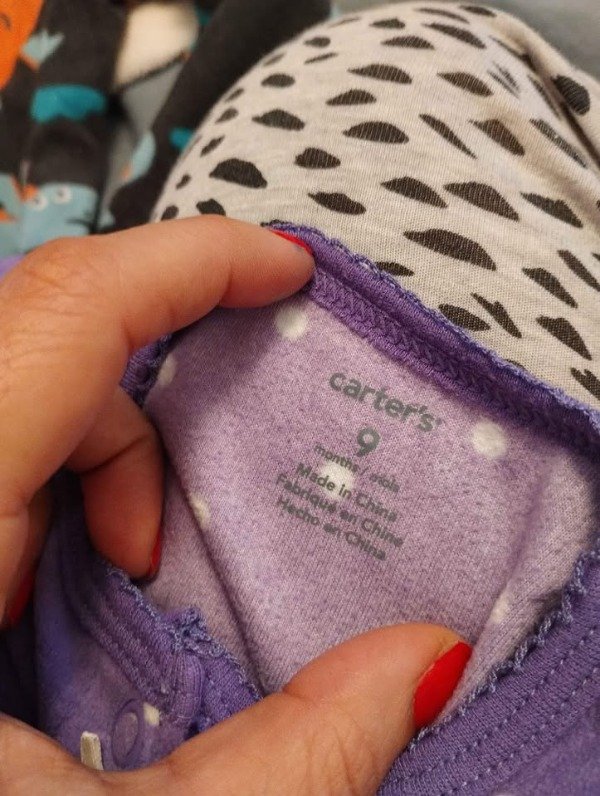 carter's
9
months / mois
Made in China
Fabriqué en Chine
Hecho en China